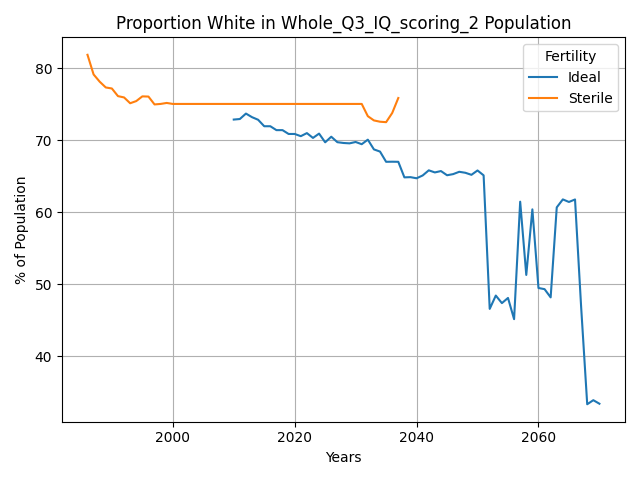 Proportion White in Whole_Q3_IQ_scoring_2 Population
Fertility
Ideal
Sterile
% of Population
80
70
60
50
40
2000
2020
2040
2060
Years